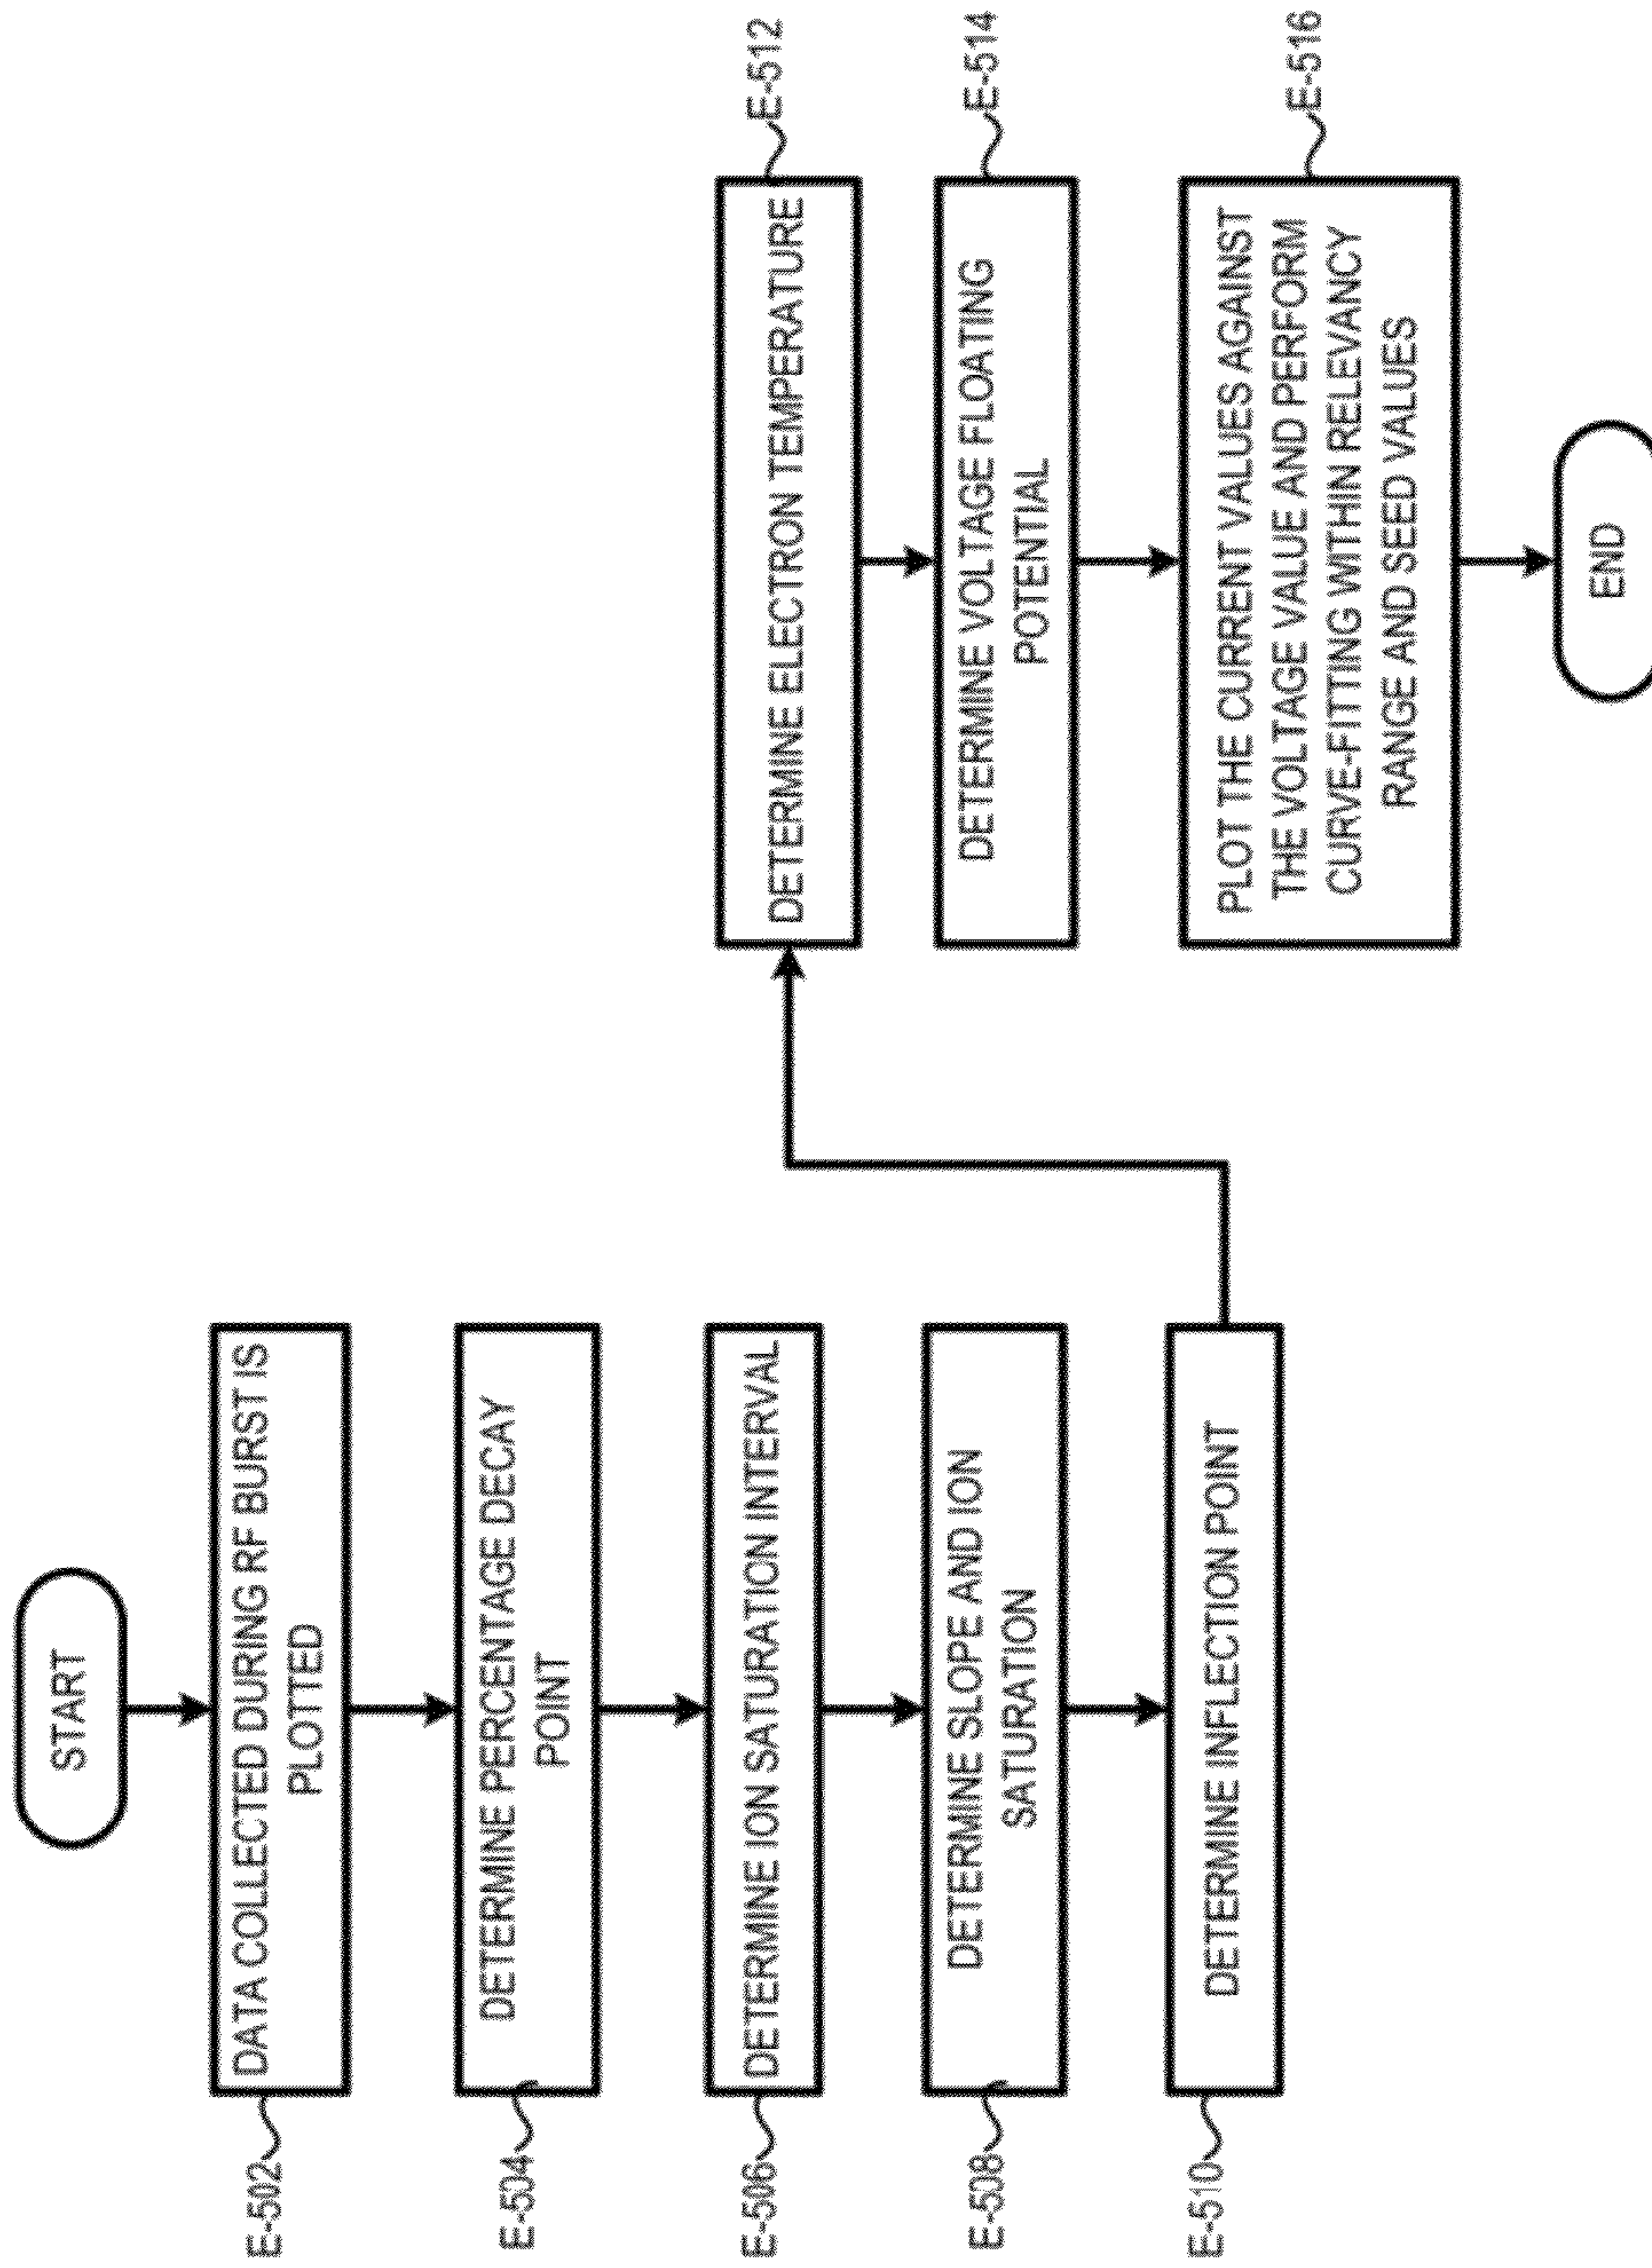 START
E-502
DATA COLLECTED DURING RF BURST IS
PLOTTED
E-504
DETERMINE PERCENTAGE DECAY
POINT
E-506
DETERMINE ION SATURATION INTERVAL
E-508
DETERMINE SLOPE AND ION
SATURATION
E-510
DETERMINE INFLECTION POINT
DETERMINE ELECTRON TEMPERATURE
E-512
DETERMINE VOLTAGE FLOATING
POTENTIAL
E-514
PLOT THE CURRENT VALUES AGAINST
THE VOLTAGE VALUE AND PERFORM
CURVE-FITTING WITHIN RELEVANCY
RANGE AND SEED VALUES
E-516
END